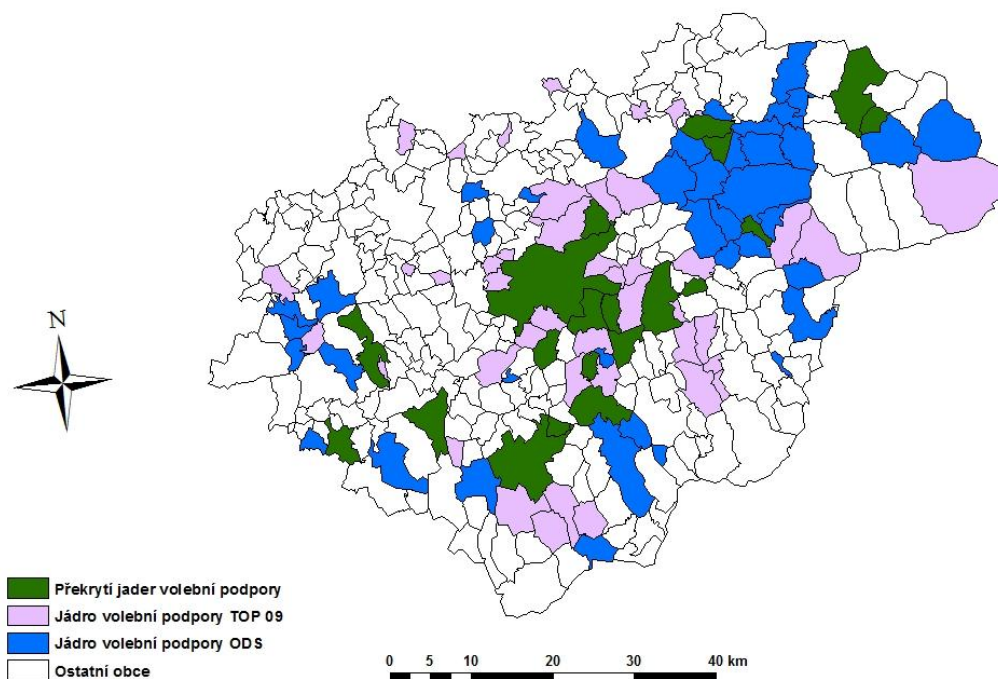 N
Překrytí jader volební podpory
Jádro volební podpory TOP 09
Jádro volební podpory ODS
Ostatní obce
0 5 10 20 30 40 km